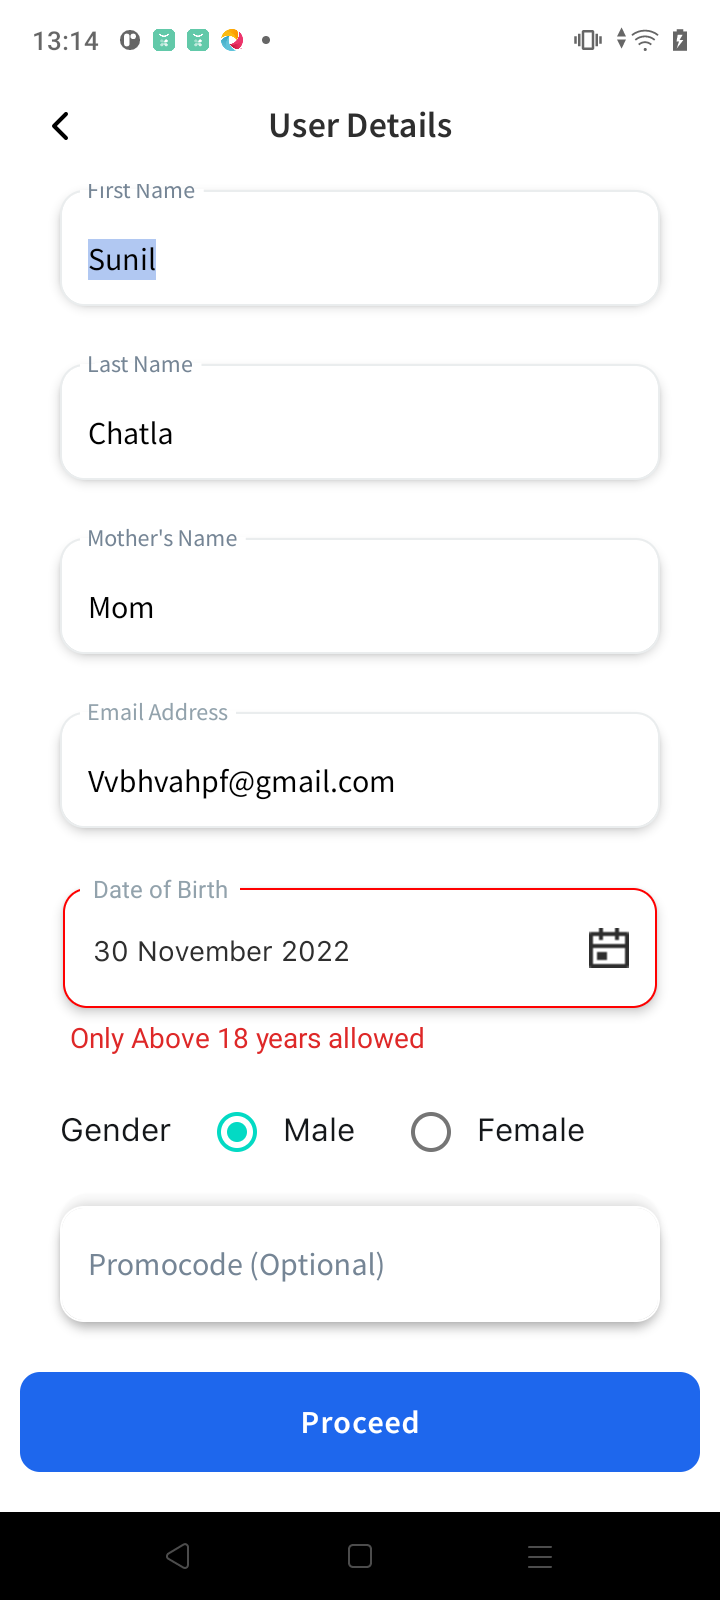 13:14
User Details
First Name
Sunil
Last Name
Chatla
Mother's Name
Mom
Email Address
Vvbhvahpf@gmail.com
Date of Birth
30 November 2022
Only Above 18 years allowed
Gender Male Female
Promocode (Optional)
Proceed